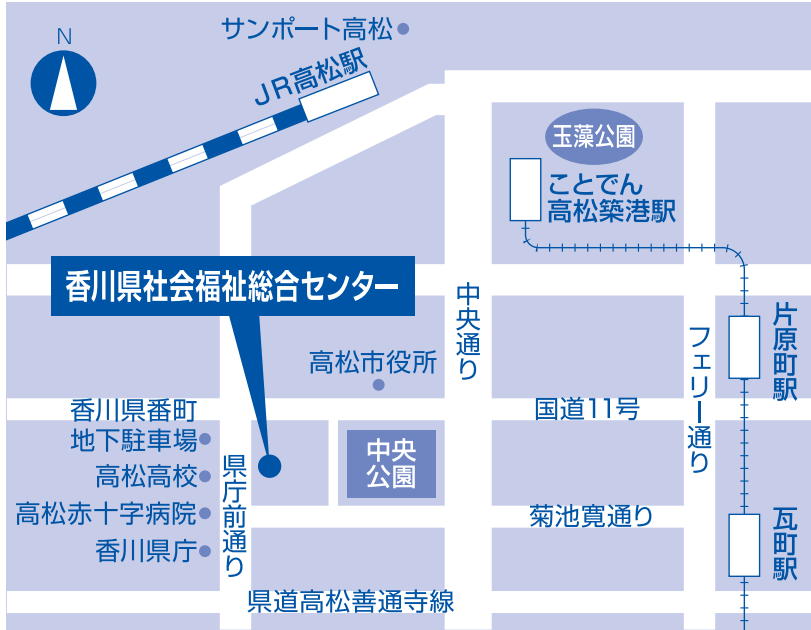 サンポート高松
N
JR高松駅
玉藻公園
ことでん
高松築港駅
香川県社会福祉総合センター
中央通り
フェリー通り
片原町駅
高松市役所
香川県番町
地下駐車場
国道11号
高松高校
県庁前通り
中央
公園
高松赤十字病院
菊池寛通り
瓦町駅
香川県庁
県道高松善通寺線